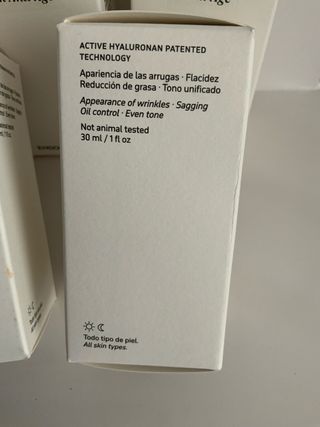 ACTIVE HYALURONAN PATENTED
TECHNOLOGY
Apariencia de las arrugas · Flacidez
Reducción de grasa · Tono unificado
Appearance of wrinkles · Sagging
Oil control · Even tone
Not animal tested
30 ml / 1 fl oz
Todo tipo de piel.
All skin types.